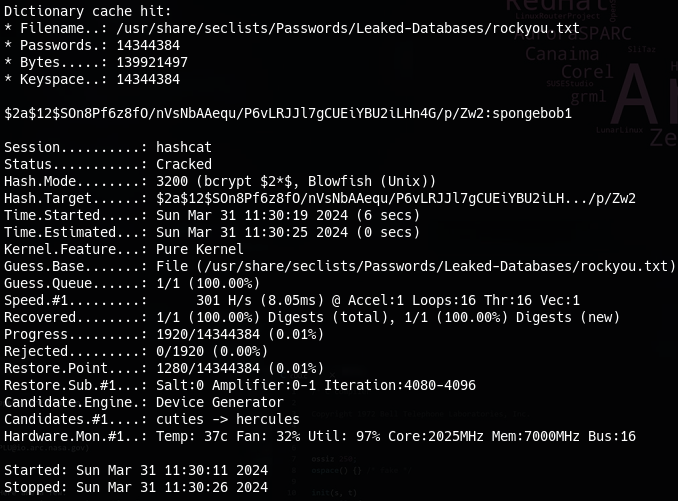 Dictionary cache hit:
* Filename..: /usr/share/seclists/Passwords/Leaked-Databases/rockyou.txt
* Passwords.: 14344384
* Bytes.....: 139921497
* Keyspace..: 14344384
$2a$12$SOn8Pf6z8fO/nVsNbAAequ/P6vLRJJl7gCUEiYBU2iLHn4G/p/Zw2:spongebob1
Session..........: hashcat
Status...........: Cracked
Hash.Mode........: 3200 (bcrypt $2*$, Blowfish (Unix))
Hash.Target......: $2a$12$SOn8Pf6z8fO/nVsNbAAequ/P6vLRJJl7gCUEiYBU2iLH.../p/Zw2
Time.Started.....: Sun Mar 31 11:30:19 2024 (6 secs)
Time.Estimated...: Sun Mar 31 11:30:25 2024 (0 secs)
Kernel.Feature...: Pure Kernel
Guess.Base.......: File (/usr/share/seclists/Passwords/Leaked-Databases/rockyou.txt)
Guess.Queue......: 1/1 (100.00%)
Speed.#1.........:      301 H/s (8.05ms) @ Accel:1 Loops:16 Thr:16 Vec:1
Recovered........: 1/1 (100.00%) Digests (total), 1/1 (100.00%) Digests (new)
Progress.........: 1920/14344384 (0.01%)
Rejected.........: 0/1920 (0.00%)
Restore.Point....: 1280/14344384 (0.01%)
Restore.Sub.#1...: Salt:0 Amplifier:0-1 Iteration:4080-4096
Candidate.Engine.: Device Generator
Candidates.#1....: cuties -> hercules
Hardware.Mon.#1..: Temp: 37c Fan: 32% Util: 97% Core:2025MHz Mem:7000MHz Bus:16
Started: Sun Mar 31 11:30:11 2024
Stopped: Sun Mar 31 11:30:26 2024
LinuxRouterProject
SPARC
Canaima
SliTaz
Corel
SUSEStudio
grml
LunarLinux